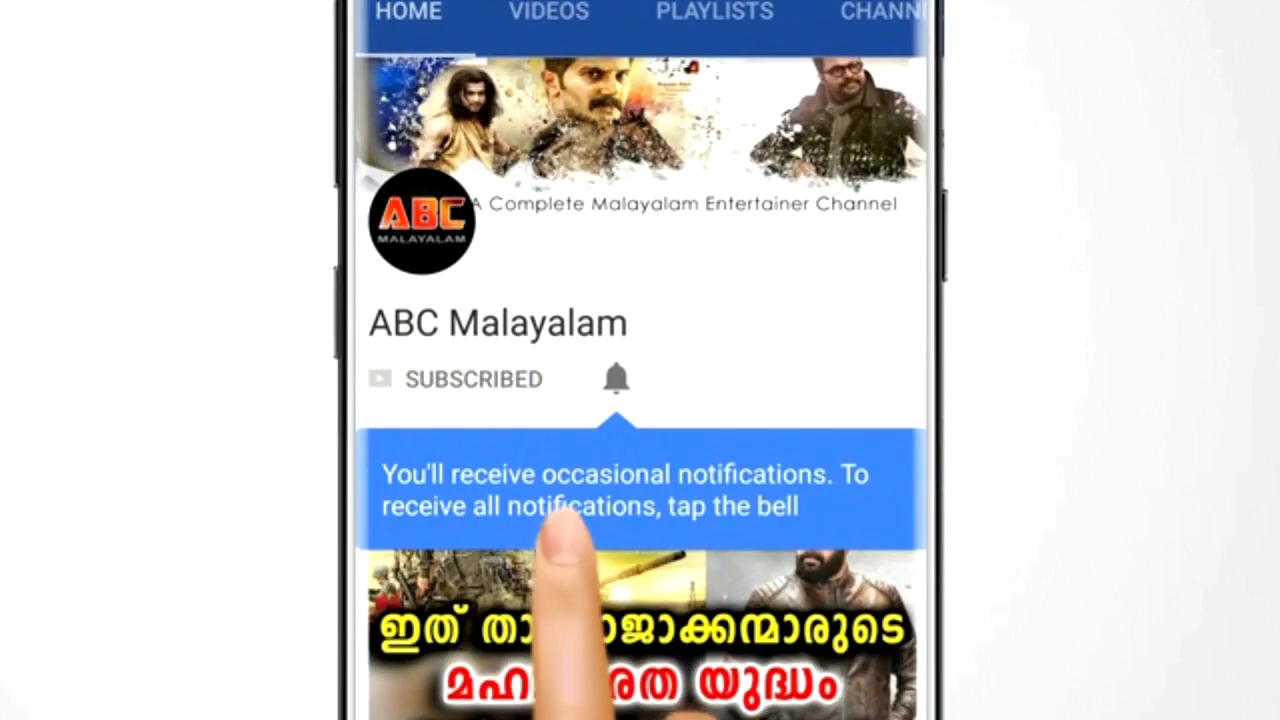 HOME VIDEOS PLAYLISTS CHANN
ABC
MALAYALAM
A Complete Malayalam Entertainer Channel
ABC Malayalam
SUBSCRIBED
You'll receive occasional notifications. To
receive all notifications, tap the bell
ഇത്
യുദ്ധം